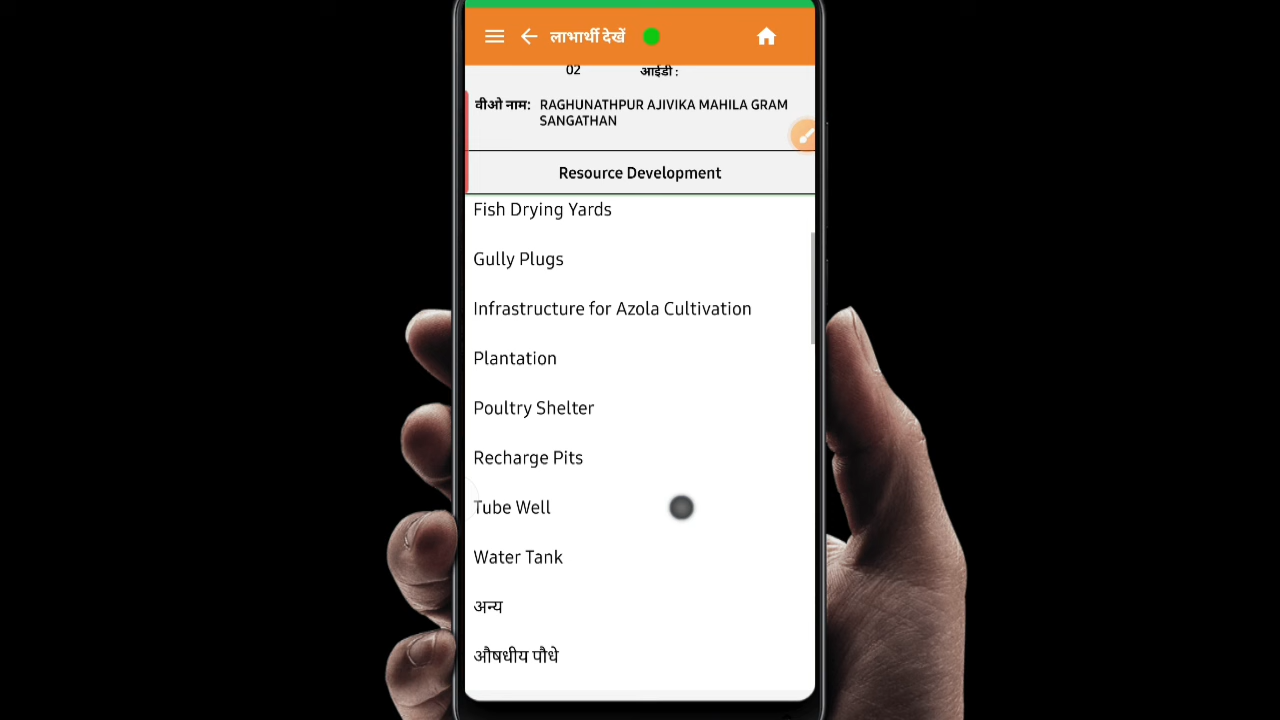 लाभार्थी देखें
02 आईडी :
वीओ नाम: RAGHUNATHPUR AJIVIKA MAHILA GRAM
SANGATHAN
Resource Development
Fish Drying Yards
Gully Plugs
Infrastructure for Azola Cultivation
Plantation
Poultry Shelter
Recharge Pits
Tube Well
Water Tank
अन्य
औषधीय पौधे